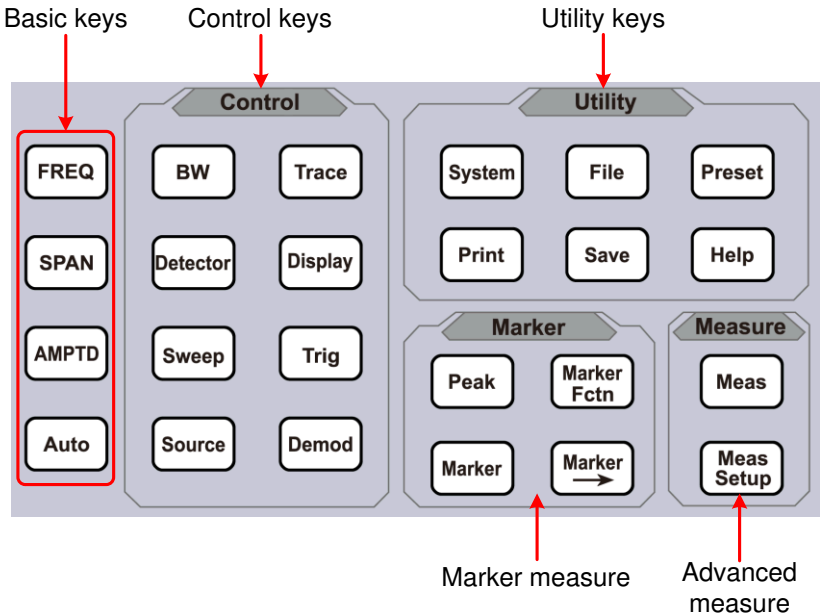 Basic keys
Control keys
Utility keys
Control
Utility
FREQ
SPAN
AMPTD
Auto
BW
Trace
Detector
Display
Sweep
Trig
Source
Demod
System
File
Preset
Print
Save
Help
Marker
Peak
Marker
Fctn
Marker
Marker
→
Measure
Meas
Meas
Setup
Marker measure
Advanced
measure